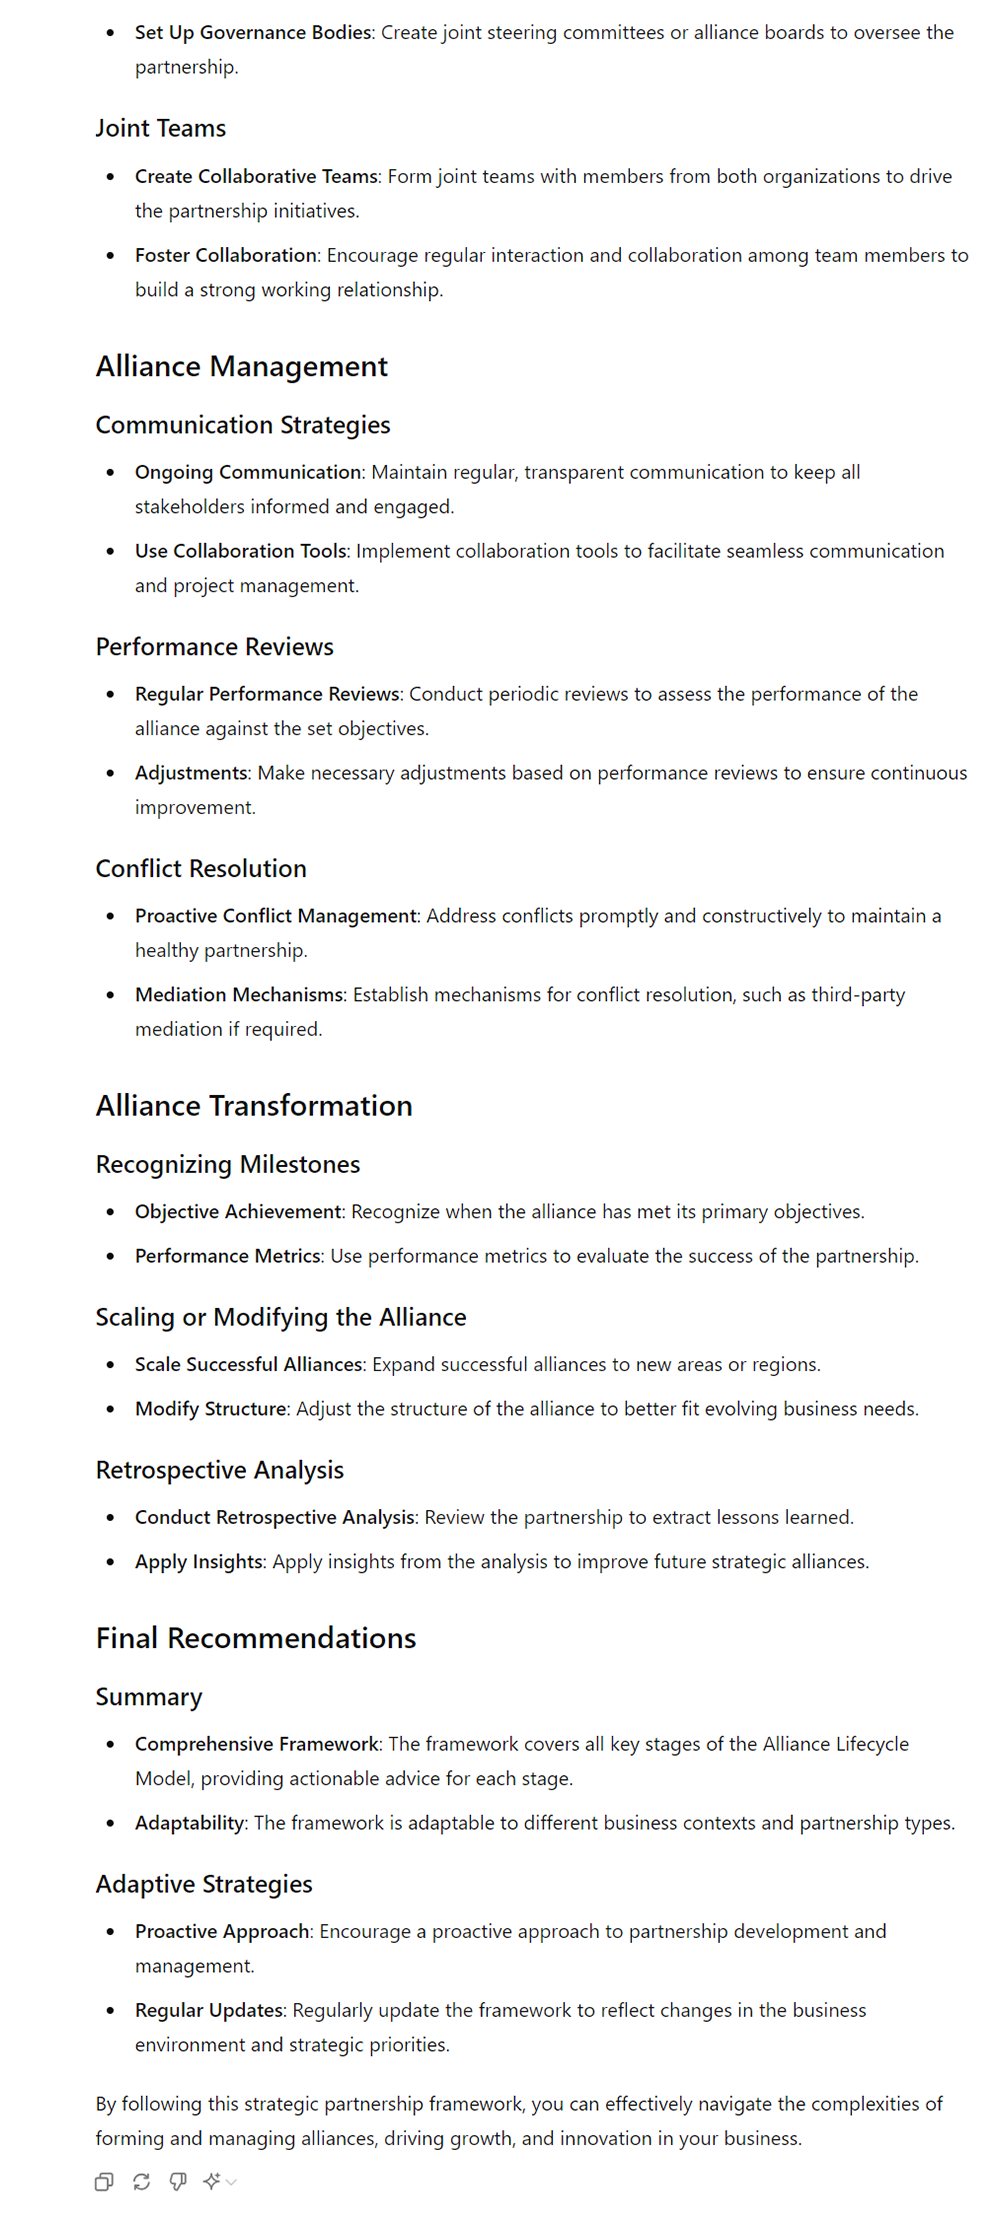 Set Up Governance Bodies: Create joint steering committees or alliance boards to oversee the
partnership.
Joint Teams
Create Collaborative Teams: Form joint teams with members from both organizations to drive
the partnership initiatives.
Foster Collaboration: Encourage regular interaction and collaboration among team members to
build a strong working relationship.
Alliance Management
Communication Strategies
Ongoing Communication: Maintain regular, transparent communication to keep all
stakeholders informed and engaged.
Use Collaboration Tools: Implement collaboration tools to facilitate seamless communication
and project management.
Performance Reviews
Regular Performance Reviews: Conduct periodic reviews to assess the performance of the
alliance against the set objectives.
Adjustments: Make necessary adjustments based on performance reviews to ensure continuous
improvement.
Conflict Resolution
Proactive Conflict Management: Address conflicts promptly and constructively to maintain a
healthy partnership.
Mediation Mechanisms: Establish mechanisms for conflict resolution, such as third-party
mediation if required.
Alliance Transformation
Recognizing Milestones
Objective Achievement: Recognize when the alliance has met its primary objectives.
Performance Metrics: Use performance metrics to evaluate the success of the partnership.
Scaling or Modifying the Alliance
Scale Successful Alliances: Expand successful alliances to new areas or regions.
Modify Structure: Adjust the structure of the alliance to better fit evolving business needs.
Retrospective Analysis
Conduct Retrospective Analysis: Review the partnership to extract lessons learned.
Apply Insights: Apply insights from the analysis to improve future strategic alliances.
Final Recommendations
Summary
Comprehensive Framework: The framework covers all key stages of the Alliance Lifecycle
Model, providing actionable advice for each stage.
Adaptability: The framework is adaptable to different business contexts and partnership types.
Adaptive Strategies
Proactive Approach: Encourage a proactive approach to partnership development and
management.
Regular Updates: Regularly update the framework to reflect changes in the business
environment and strategic priorities.
By following this strategic partnership framework, you can effectively navigate the complexities of
forming and managing alliances, driving growth, and innovation in your business.